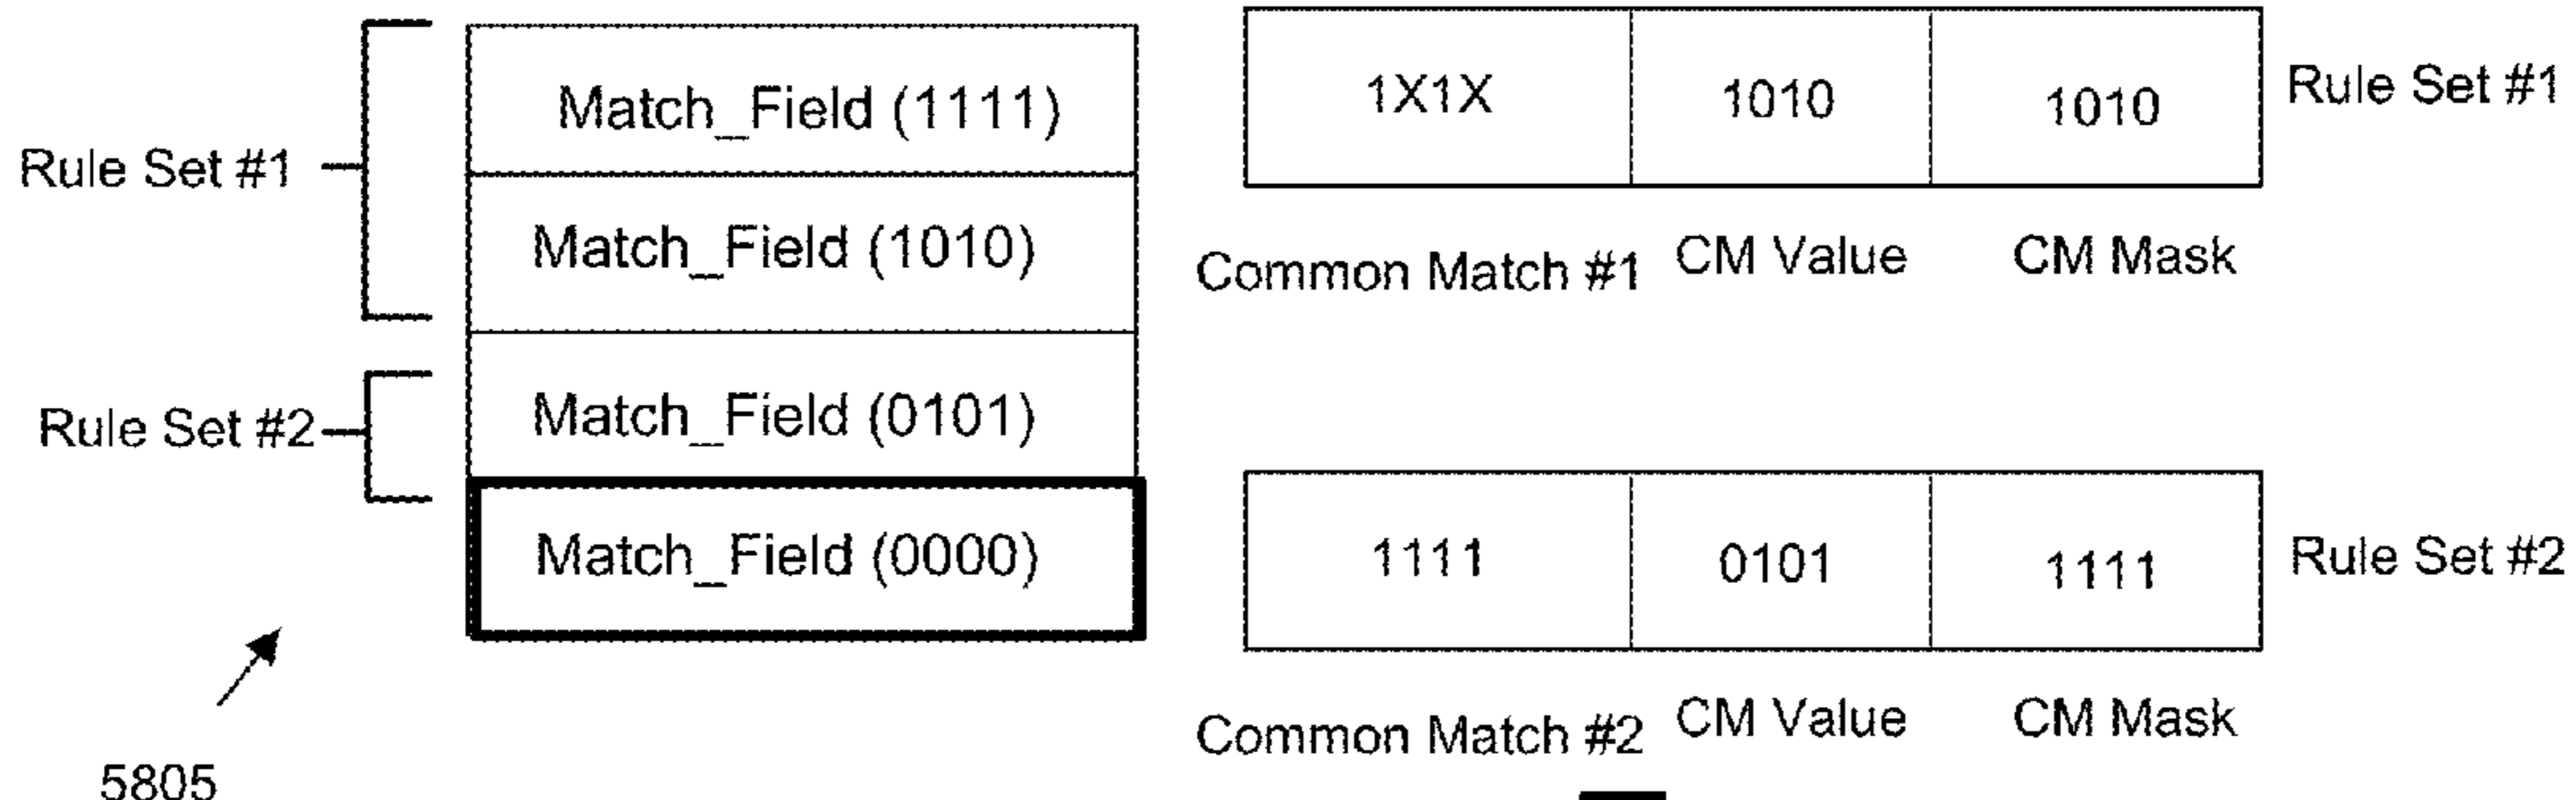 Rule Set #1
Match_Field (1111)
Match_Field (1010)
Rule Set #2
Match_Field (0101)
Match_Field (0000)
5805
1X1X 1010 1010 Rule Set #1
Common Match #1 CM Value CM Mask
1111 0101 1111 Rule Set #2
Common Match #2 CM Value CM Mask